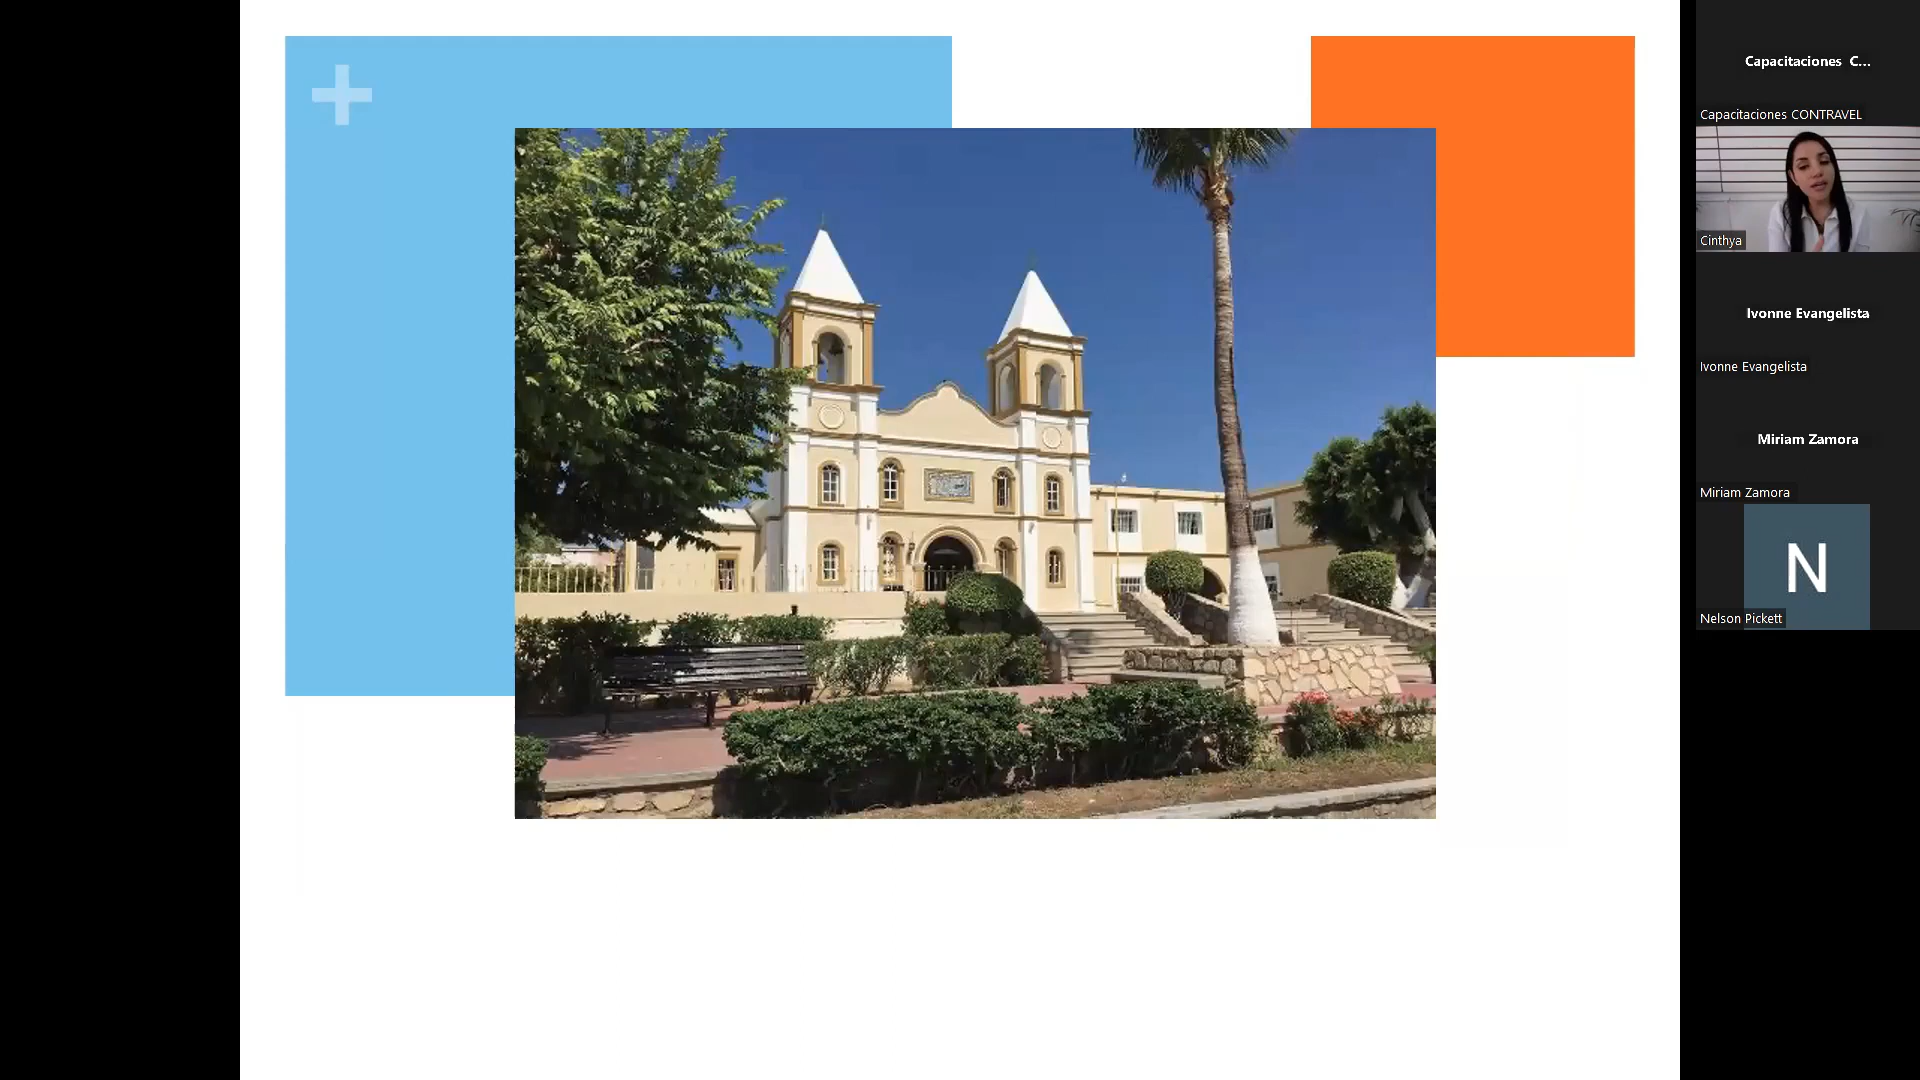 Capacitaciones C...
Capacitaciones CONTRAVEL
Cinthya
Ivonne Evangelista
Ivonne Evangelista
Miriam Zamora
Miriam Zamora
N
Nelson Pickett